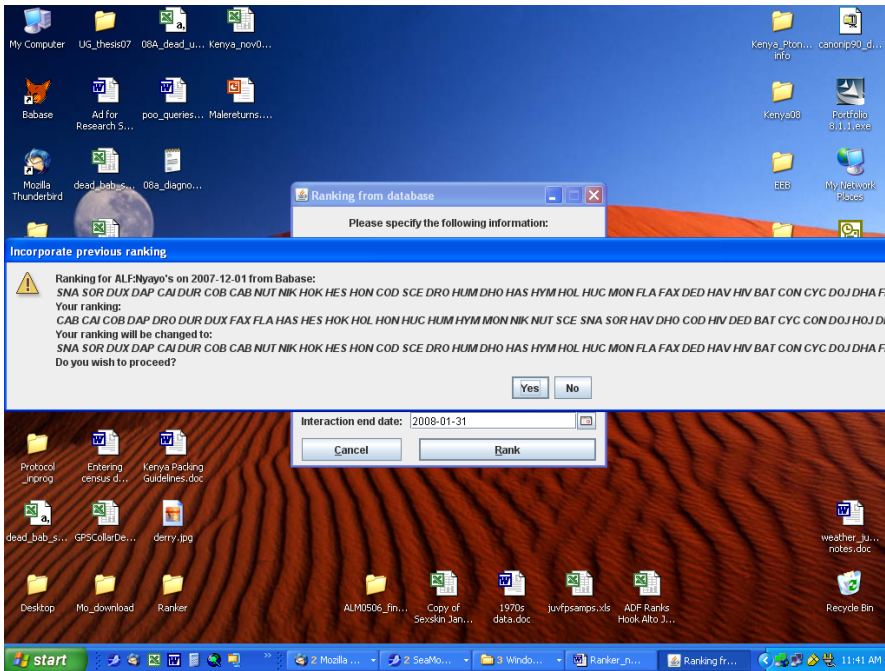 My Computer
UG_thesis07
08A_dead_u...
Kenya_nov0...
Kenya_Pton...
info
canonip90_d...
Babase
Ad for
Research S...
poo_queries...
Malereturns....
Kenya08
Portfolio
8.1.1.exe
Mozilla
Thunderbird
dead_bab_s...
08a_diagno...
EEB
My Network
Places
Ranking from database
Please specify the following information:
Incorporate previous ranking
Ranking for ALF:Nyayo's on 2007-12-01 from Babase:
SNA SOR DUX DAP CAI DUR COB CAB NUT NIK HOK HES HON COD SCE DRO HUM DHO HAS HYM HOL HUC MON FLA FAX DED HAV HIV BAT CON CYC DOJ DHA F
Your ranking:
CAB CAI COB DAP DRO DUR DUX FAX FLA HAS HES HOK HOL HON HUC HUM HYM MON NIK NUT SCE SNA SOR HAV DHO COD HIV DED BAT CYC CON DOJ HOJ D
Your ranking will be changed to:
SNA SOR DUX DAP CAI DUR COB CAB NUT NIK HOK HES HON COD SCE DRO HUM DHO HAS HYM HOL HUC MON FLA FAX DED HAV HIV BAT CON CYC DOJ DHA F
Do you wish to proceed?
Yes
No
Interaction end date:
2008-01-31
Cancel
Rank
Protocol
_inprog
Entering
census d...
Kenya Packing
Guidelines.doc
dead_bab_s...
GPSCollarDe...
derry.jpg
weather_ju...
notes.doc
Desktop
Mo_download
Ranker
ALM0506_fin...
Copy of
Sexskin Jan...
1970s
data.doc
juvfpsamps.xls
ADF Ranks
Hook Alto J...
Recycle Bin
start
2 Mozilla ...
2 SeaMo...
3 Windo...
Ranker_n...
Ranking fr...
11:41 AM